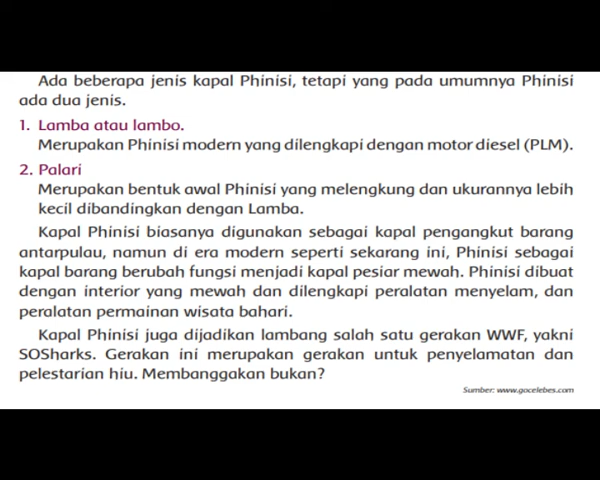 Ada beberapa jenis kapal Phinisi, tetapi yang pada umumnya Phinisi
ada dua jenis.
1. Lamba atau lambo.
Merupakan Phinisi modern yang dilengkapi dengan motor diesel (PLM).
2. Palari
Merupakan bentuk awal Phinisi yang melengkung dan ukurannya lebih
kecil dibandingkan dengan Lamba.
Kapal Phinisi biasanya digunakan sebagai kapal pengangkut barang
antarpulau, namun di era modern seperti sekarang ini, Phinisi sebagai
kapal barang berubah fungsi menjadi kapal pesiar mewah. Phinisi dibuat
dengan interior yang mewah dan dilengkapi peralatan menyelam, dan
peralatan permainan wisata bahari.
Kapal Phinisi juga dijadikan lambang salah satu gerakan WWF, yakni
SOSharks. Gerakan ini merupakan gerakan untuk penyelamatan dan
pelestarian hiu. Membanggakan bukan?
Sumber: www.gocelebes.com